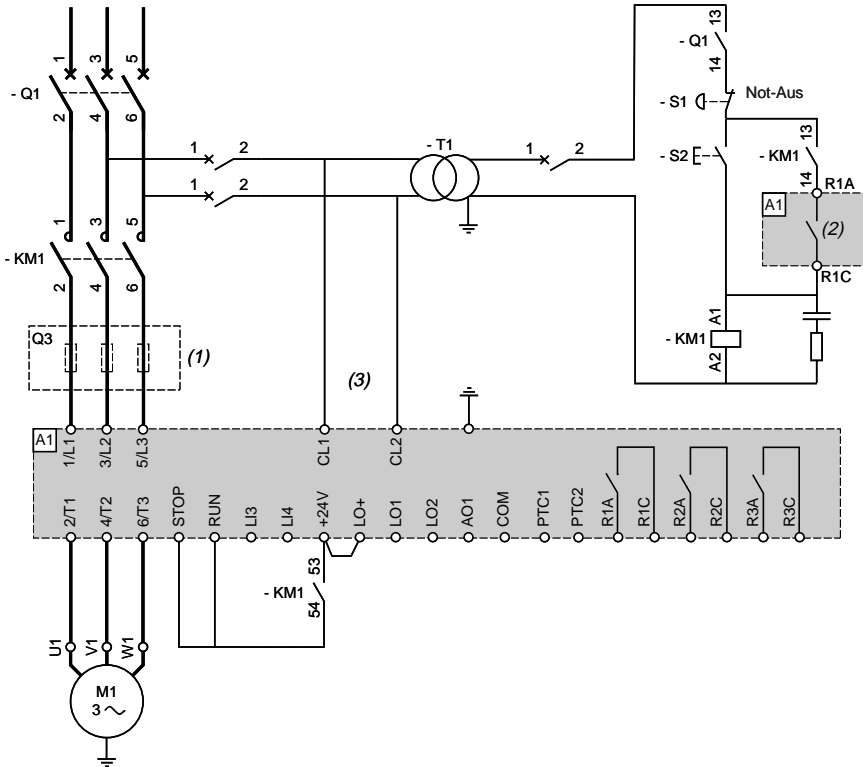 1 3 5
- Q1
2 4 6
1 2
1 2
- T1
1 2
13
- Q1
14
- S1 Not-Aus
- S2
13
- KM1
14
R1A
A1
(2)
R1C
1 3 5
- KM1
2 4 6
Q3
(1)
(3)
A1
- KM1
A2
A1
1/L1 3/L2 5/L3 CL1 CL2
2/T1 4/T2 6/T3 STOP RUN LI3 LI4 +24V LO+ LO1 LO2 AO1 COM PTC1 PTC2 R1A R1C R2A R2C R3A R3C
53
- KM1
54
U1 V1 W1
M1
3